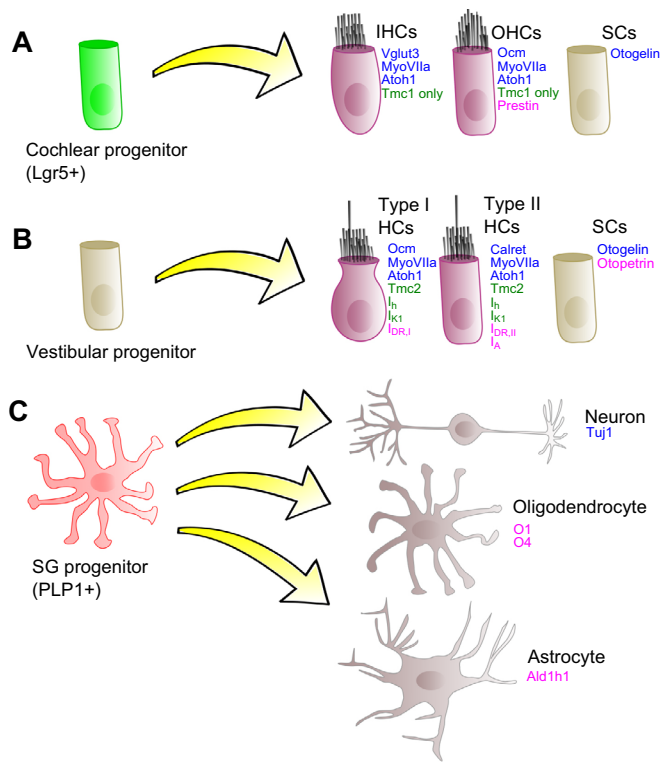 A
Cochlear progenitor
(Lgr5+)
IHCs
Vglut3
MyoVIIa
Atoh1
Tmc1 only
OHCs
Ocm
MyoVIIa
Atoh1
Tmc1 only
Prestin
SCs
Otogelin
B
Vestibular progenitor
Type I
HCs
Ocm
MyoVIIa
Atoh1
Tmc2
Ih
IK1
IDR,I
Type II
HCs
Calret
MyoVIIa
Atoh1
Tmc2
Ih
IK1
IDR,II
IA
SCs
Otogelin
Otopetrin
C
SG progenitor
(PLP1+)
Neuron
Tuj1
Oligodendrocyte
O1
O4
Astrocyte
Ald1h1